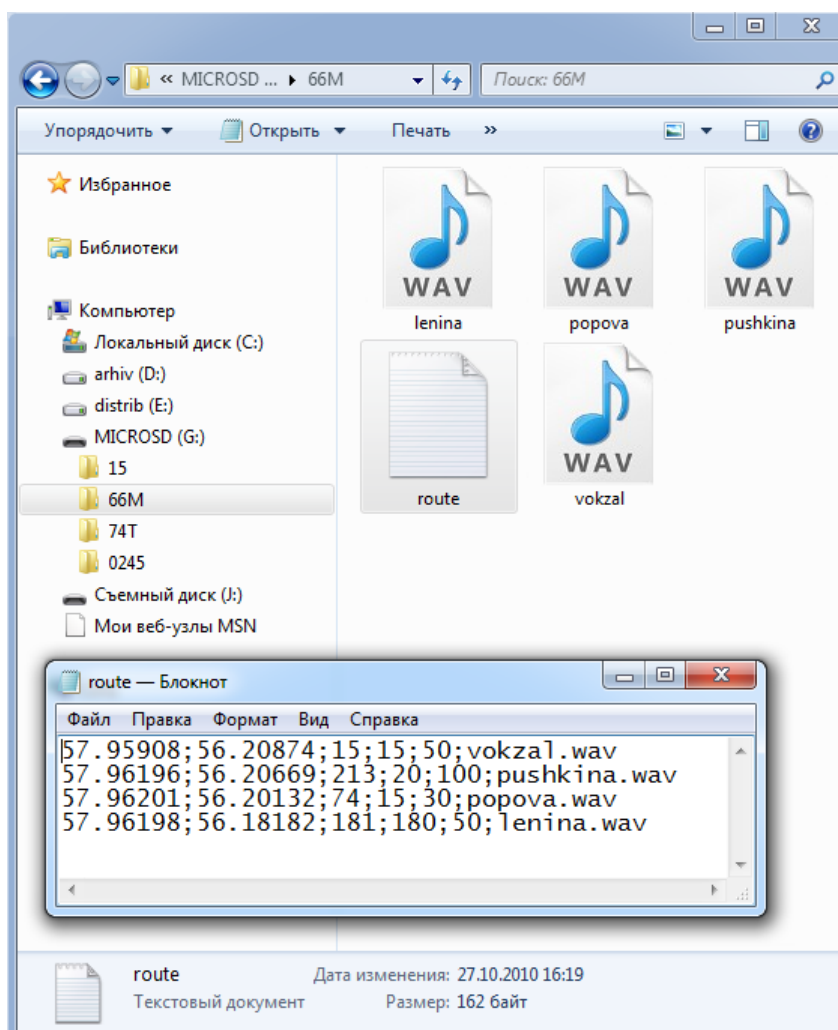 « MICROSD ... ▸ 66M
Поиск: 66M
Упорядочить
Открыть
Печать
»
Избранное
Библиотеки
Компьютер
Локальный диск (C:)
arhiv (D:)
distrib (E:)
MICROSD (G:)
15
66M
74T
0245
Съемный диск (J:)
Мои веб-узлы MSN
WAV
lenina
WAV
popova
WAV
pushkina
route
WAV
vokzal
route — Блокнот
Файл Правка Формат Вид Справка
57.95908;56.20874;15;15;50;vokzal.wav
57.96196;56.20669;213;20;100;pushkina.wav
57.96201;56.20132;74;15;30;popova.wav
57.96198;56.18182;181;180;50;lenina.wav
route
Дата изменения: 27.10.2010 16:19
Текстовый документ
Размер: 162 байт